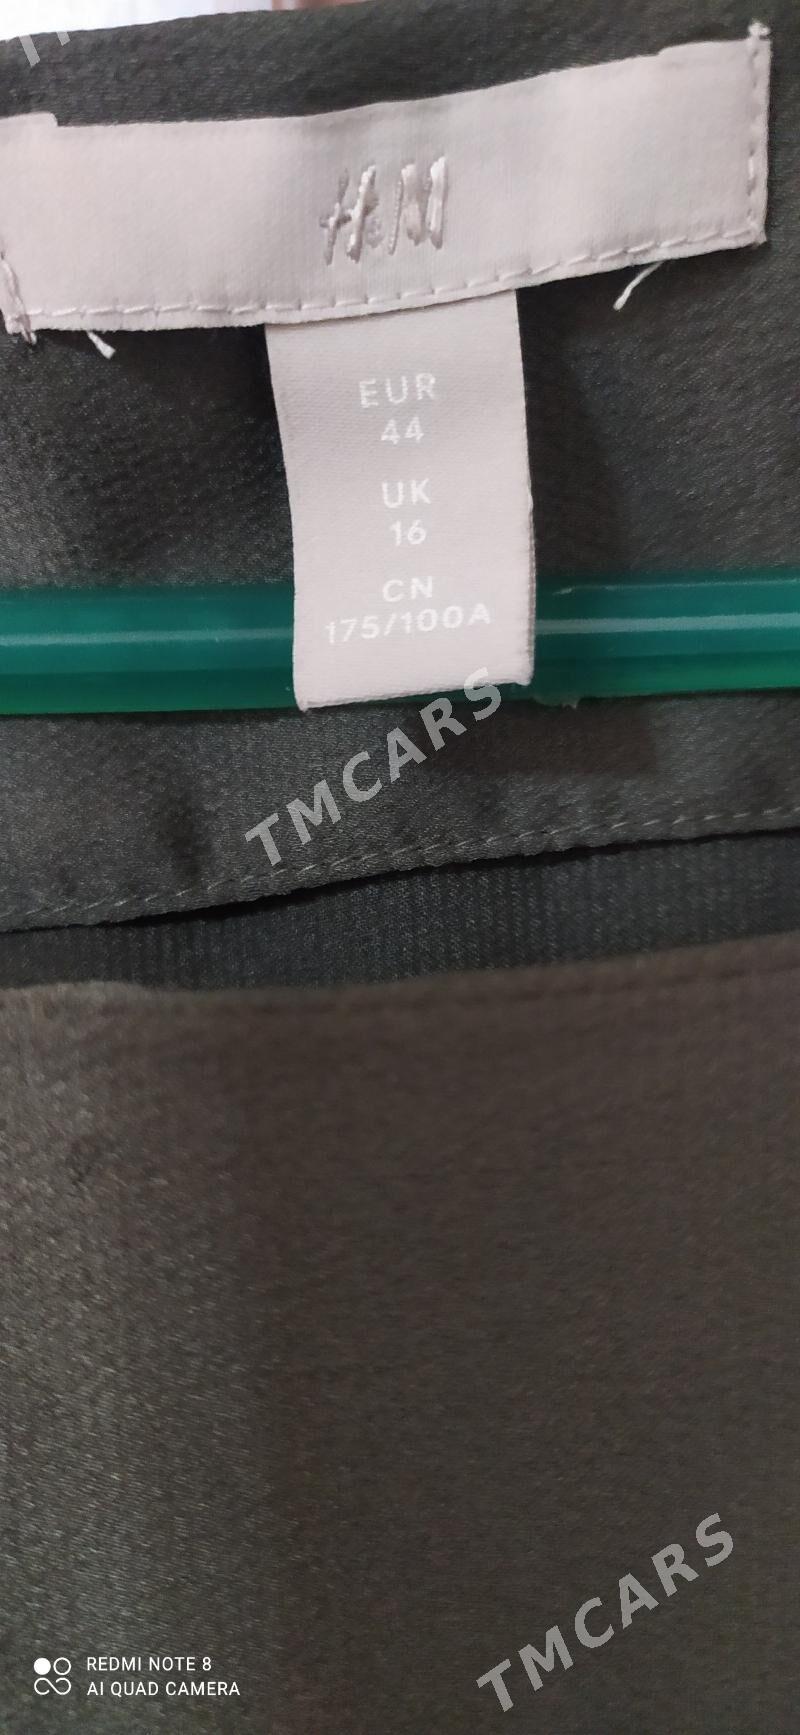 H&M
EUR
44
UK
16
CN
175/100A
TMCARS
TMCARS
REDMI NOTE 8
AI QUAD CAMERA